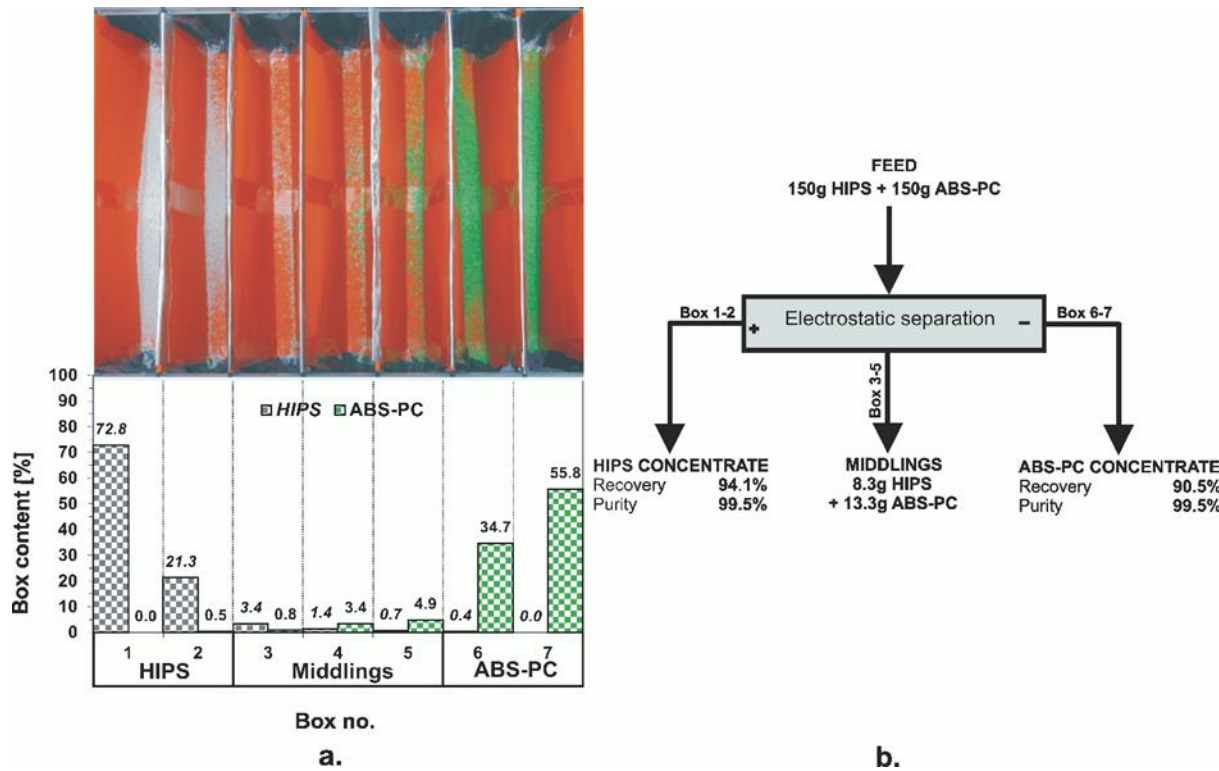 100
90
80
70
60
50
40
30
20
10
0
Box content [%]
HIPS ABS-PC
72.8
0.0
21.3
0.5
3.4
0.8
1.4
3.4
0.7
4.9
0.4
34.7
0.0
55.8
1 2 3 4 5 6 7
HIPS Middlings ABS-PC
Box no.
a.
FEED
150g HIPS + 150g ABS-PC
Box 1-2
+ Electrostatic separation −
Box 6-7
Box 3-5
HIPS CONCENTRATE
Recovery 94.1%
Purity 99.5%
MIDDLINGS
8.3g HIPS
+ 13.3g ABS-PC
ABS-PC CONCENTRATE
Recovery 90.5%
Purity 99.5%
b.